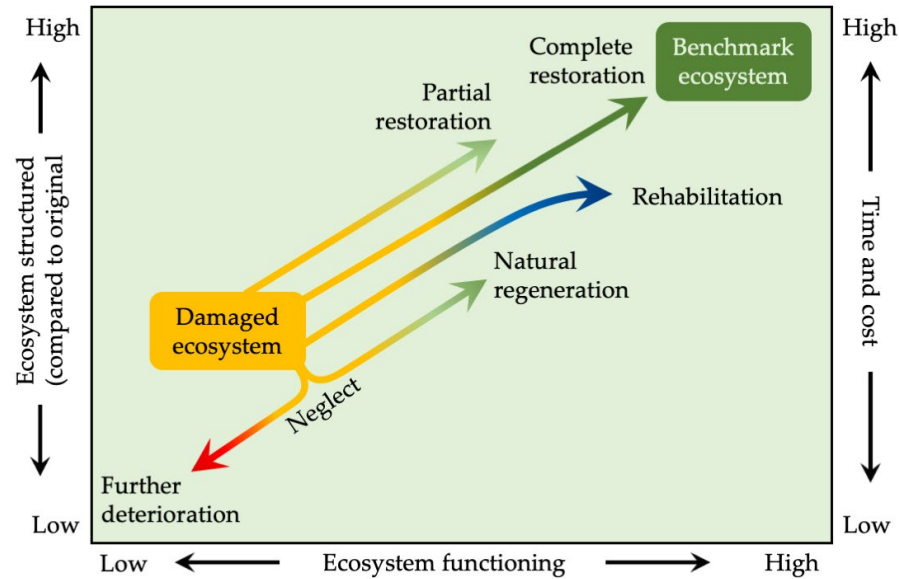 High
High
Complete
restoration
Benchmark
ecosystem
Partial
restoration
Rehabilitation
Natural
regeneration
Damaged
ecosystem
Neglect
Further
deterioration
Ecosystem structured
(compared to original
Time and cost
Low
Low
Low
Ecosystem functioning
High